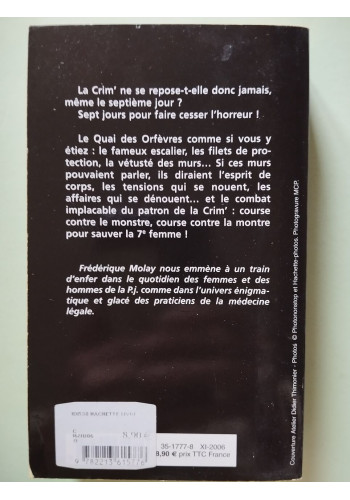 La Crim' ne se repose-t-elle donc jamais,
même le septième jour ?
Sept jours pour faire cesser l'horreur !
Le Quai des Orfèvres comme si vous y
étiez : le fameux escalier, les filets de pro-
tection, la vétusté des murs... Si ces murs
pouvaient parler, ils diraient l'esprit de
corps, les tensions qui se nouent, les
affaires qui se dénouent... et le combat
implacable du patron de la Crim' : course
contre le monstre, course contre la montre
pour sauver la 7e femme !
Frédérique Molay nous emmène à un train
d'enfer dans le quotidien des femmes et des
hommes de la P.j. comme dans l'univers énigma-
tique et glacé des praticiens de la médecine
légale.
35-1777-8 XI-2006
8,90 € prix TTC France
9 782213 615776
Couverture Atelier Didier Thimonier - Photos © Photononstop et Hachette-photos. Photogravure MCP.